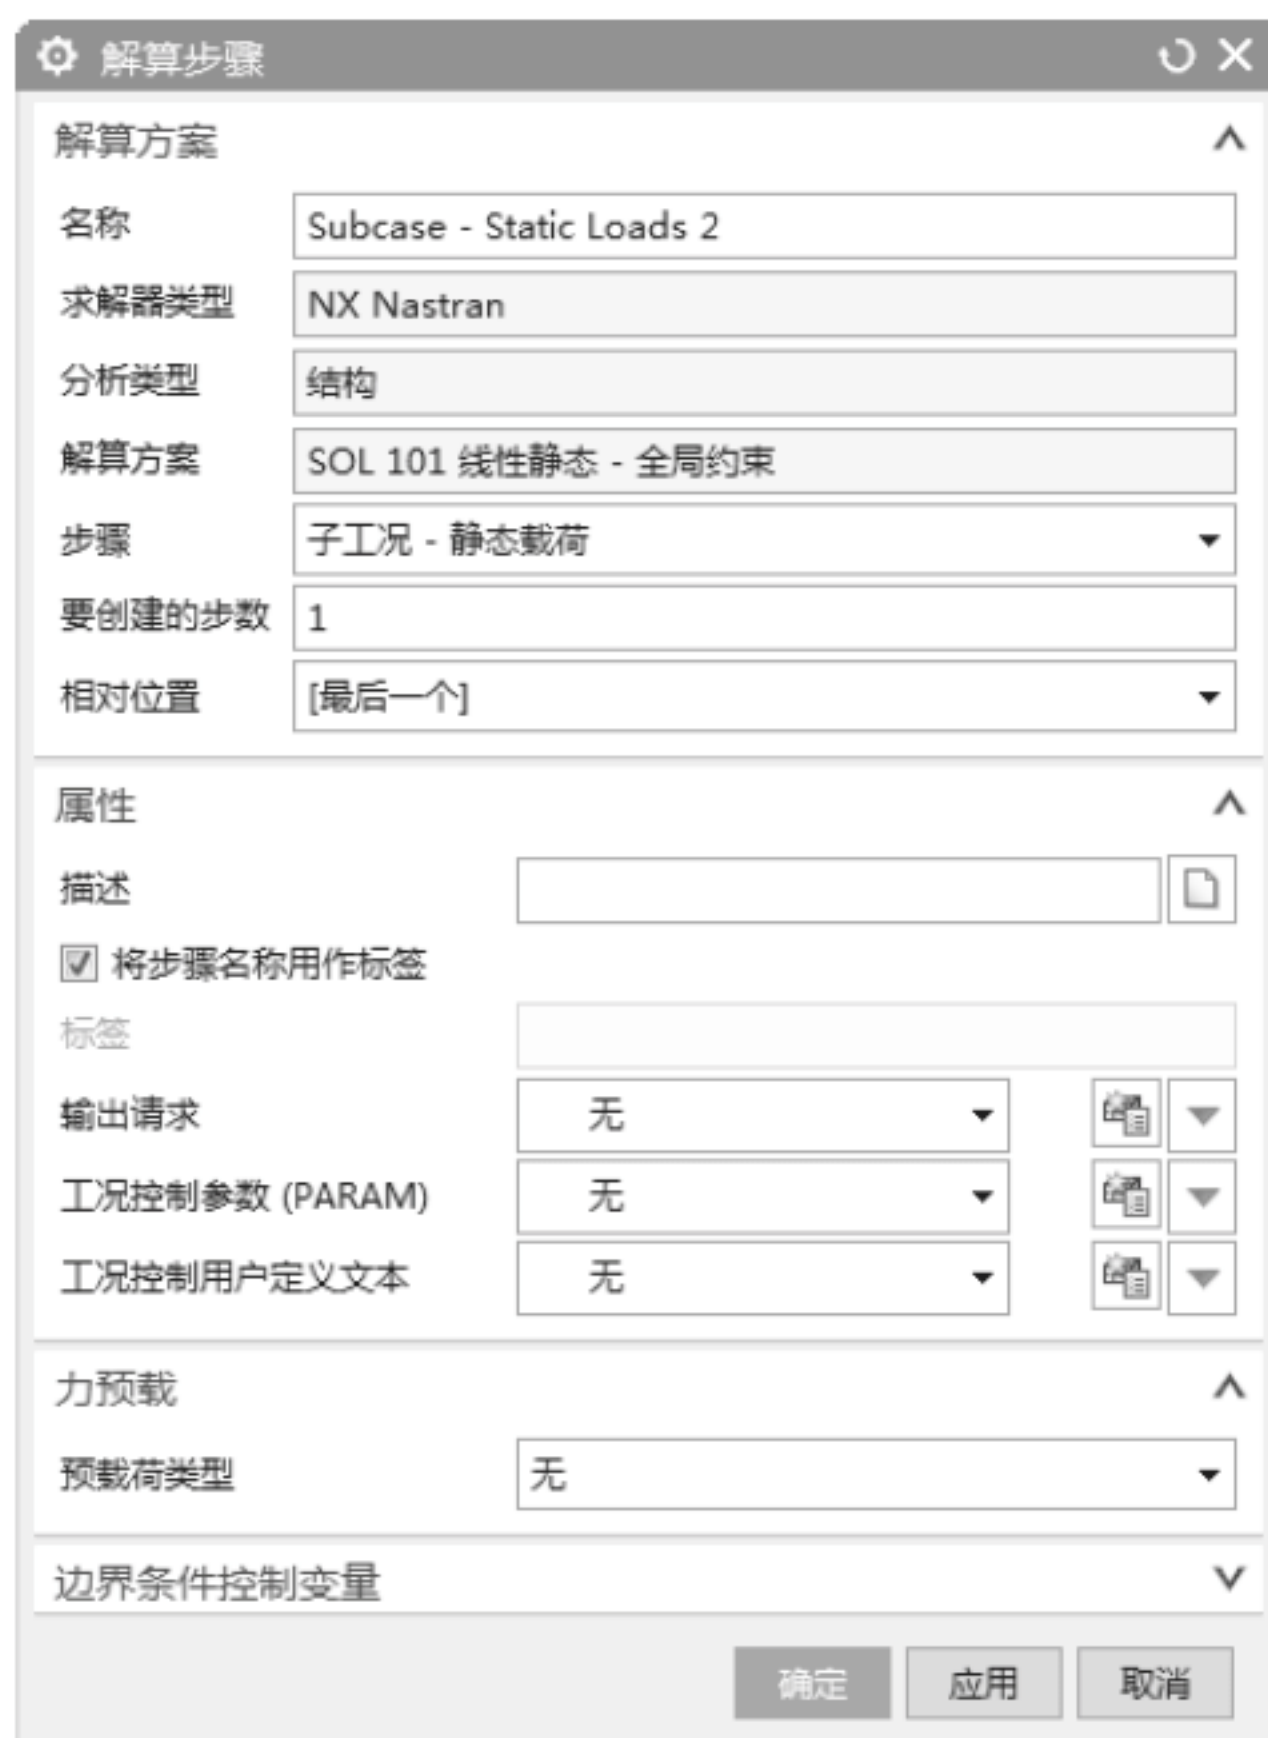 解算步骤
解算方案
名称 Subcase - Static Loads 2
求解器类型 NX Nastran
分析类型 结构
解算方案 SOL 101 线性静态 - 全局约束
步骤 子工况 - 静态载荷
要创建的步数 1
相对位置 [最后一个]
属性
描述
将步骤名称用作标签
标签
输出请求 无
工况控制参数 (PARAM) 无
工况控制用户定义文本 无
力预载
预载荷类型 无
边界条件控制变量
确定 应用 取消